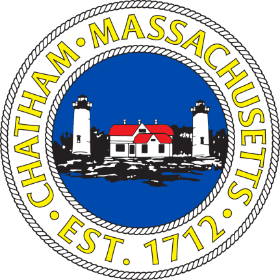 CHATHAM · MASSACHUSETTS ·
EST. 1712 ·